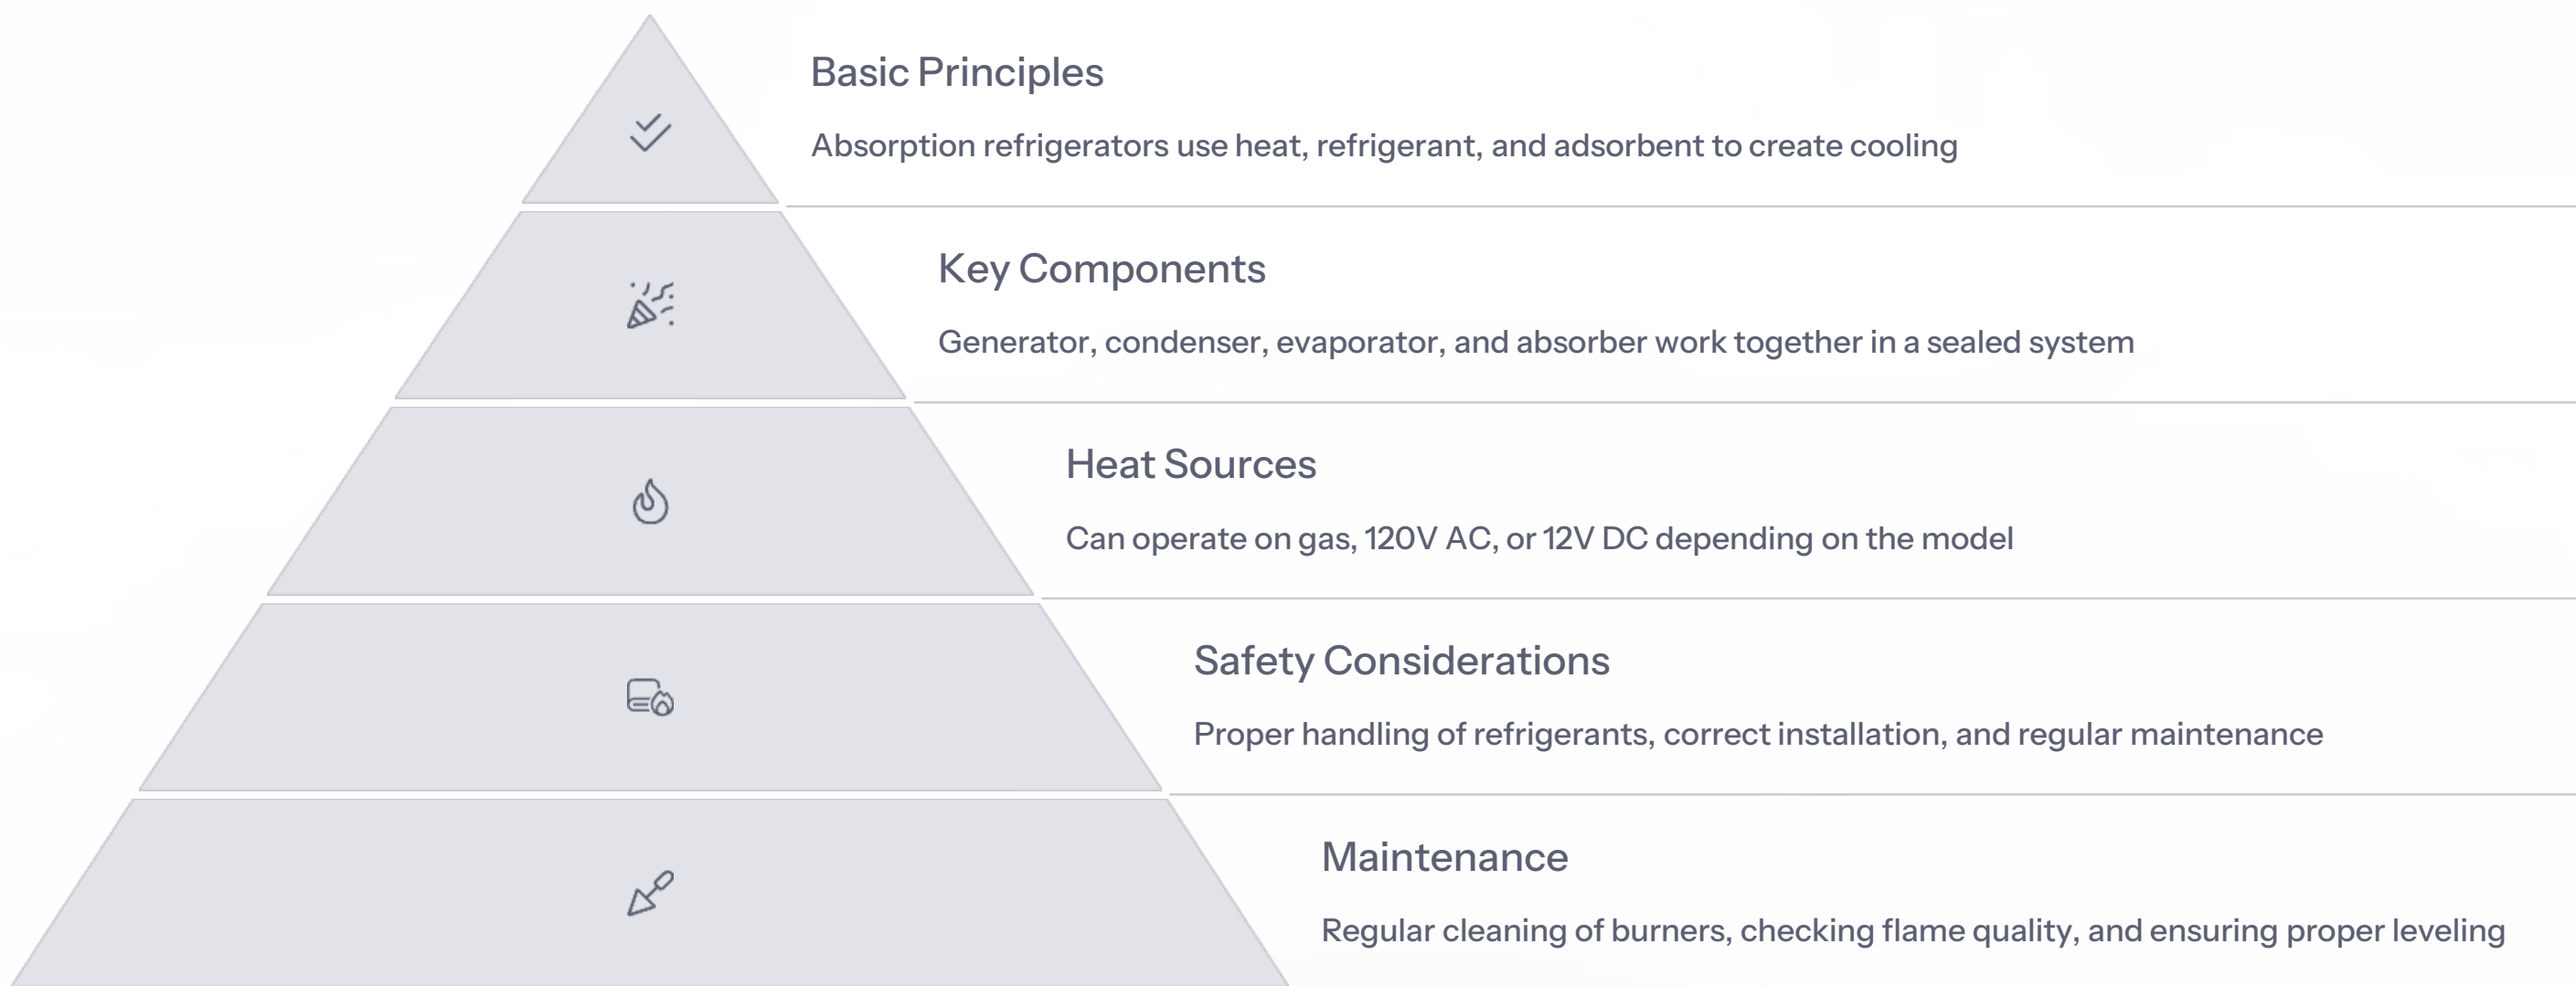 Basic Principles
Absorption refrigerators use heat, refrigerant, and adsorbent to create cooling
Key Components
Generator, condenser, evaporator, and absorber work together in a sealed system
Heat Sources
Can operate on gas, 120V AC, or 12V DC depending on the model
Safety Considerations
Proper handling of refrigerants, correct installation, and regular maintenance
Maintenance
Regular cleaning of burners, checking flame quality, and ensuring proper leveling